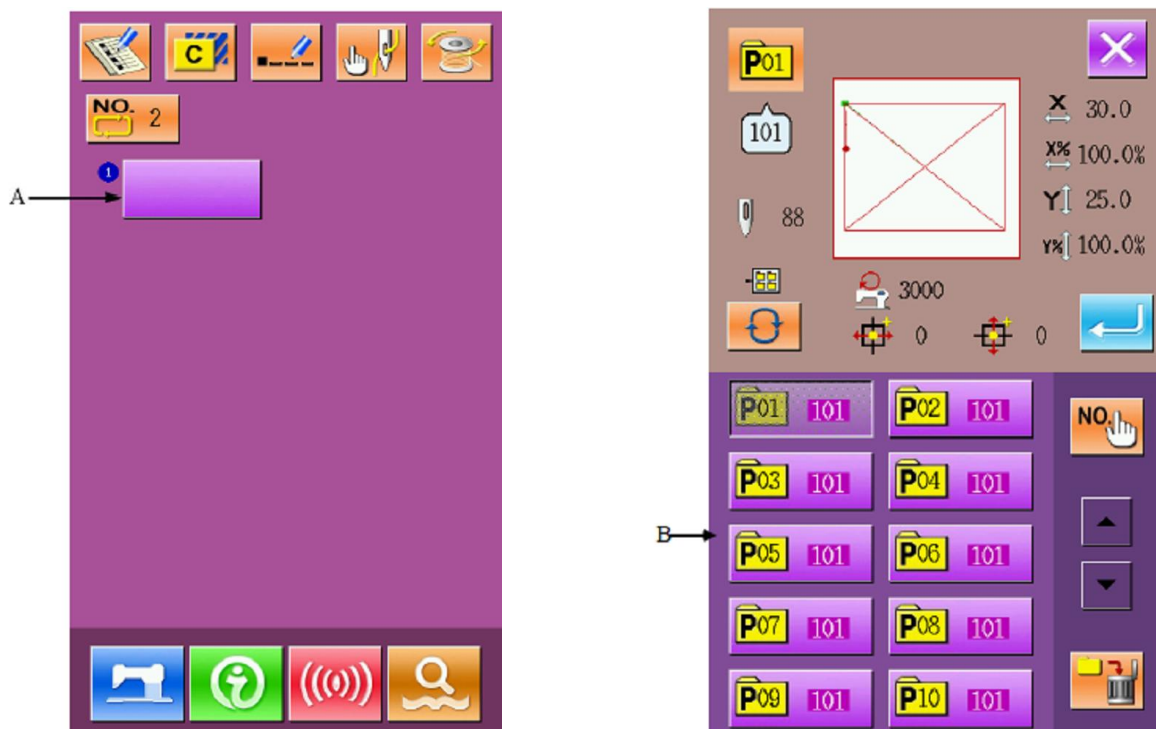 C
NO. 2
1
A
P01
101
88
X 30.0
X% 100.0%
Y 25.0
Y% 100.0%
3000
0 0
P01 101 P02 101
NO.
P03 101 P04 101
B
P05 101 P06 101
P07 101 P08 101
P09 101 P10 101